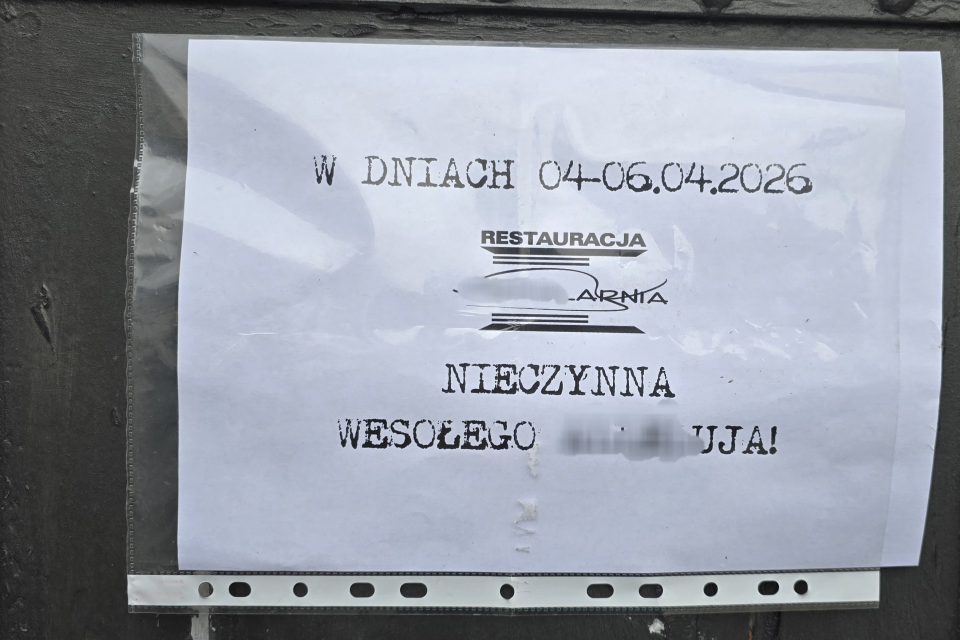 W DNIACH 04-06.04.2026
RESTAURACJA
NIECZYNNA
WESOŁEGO